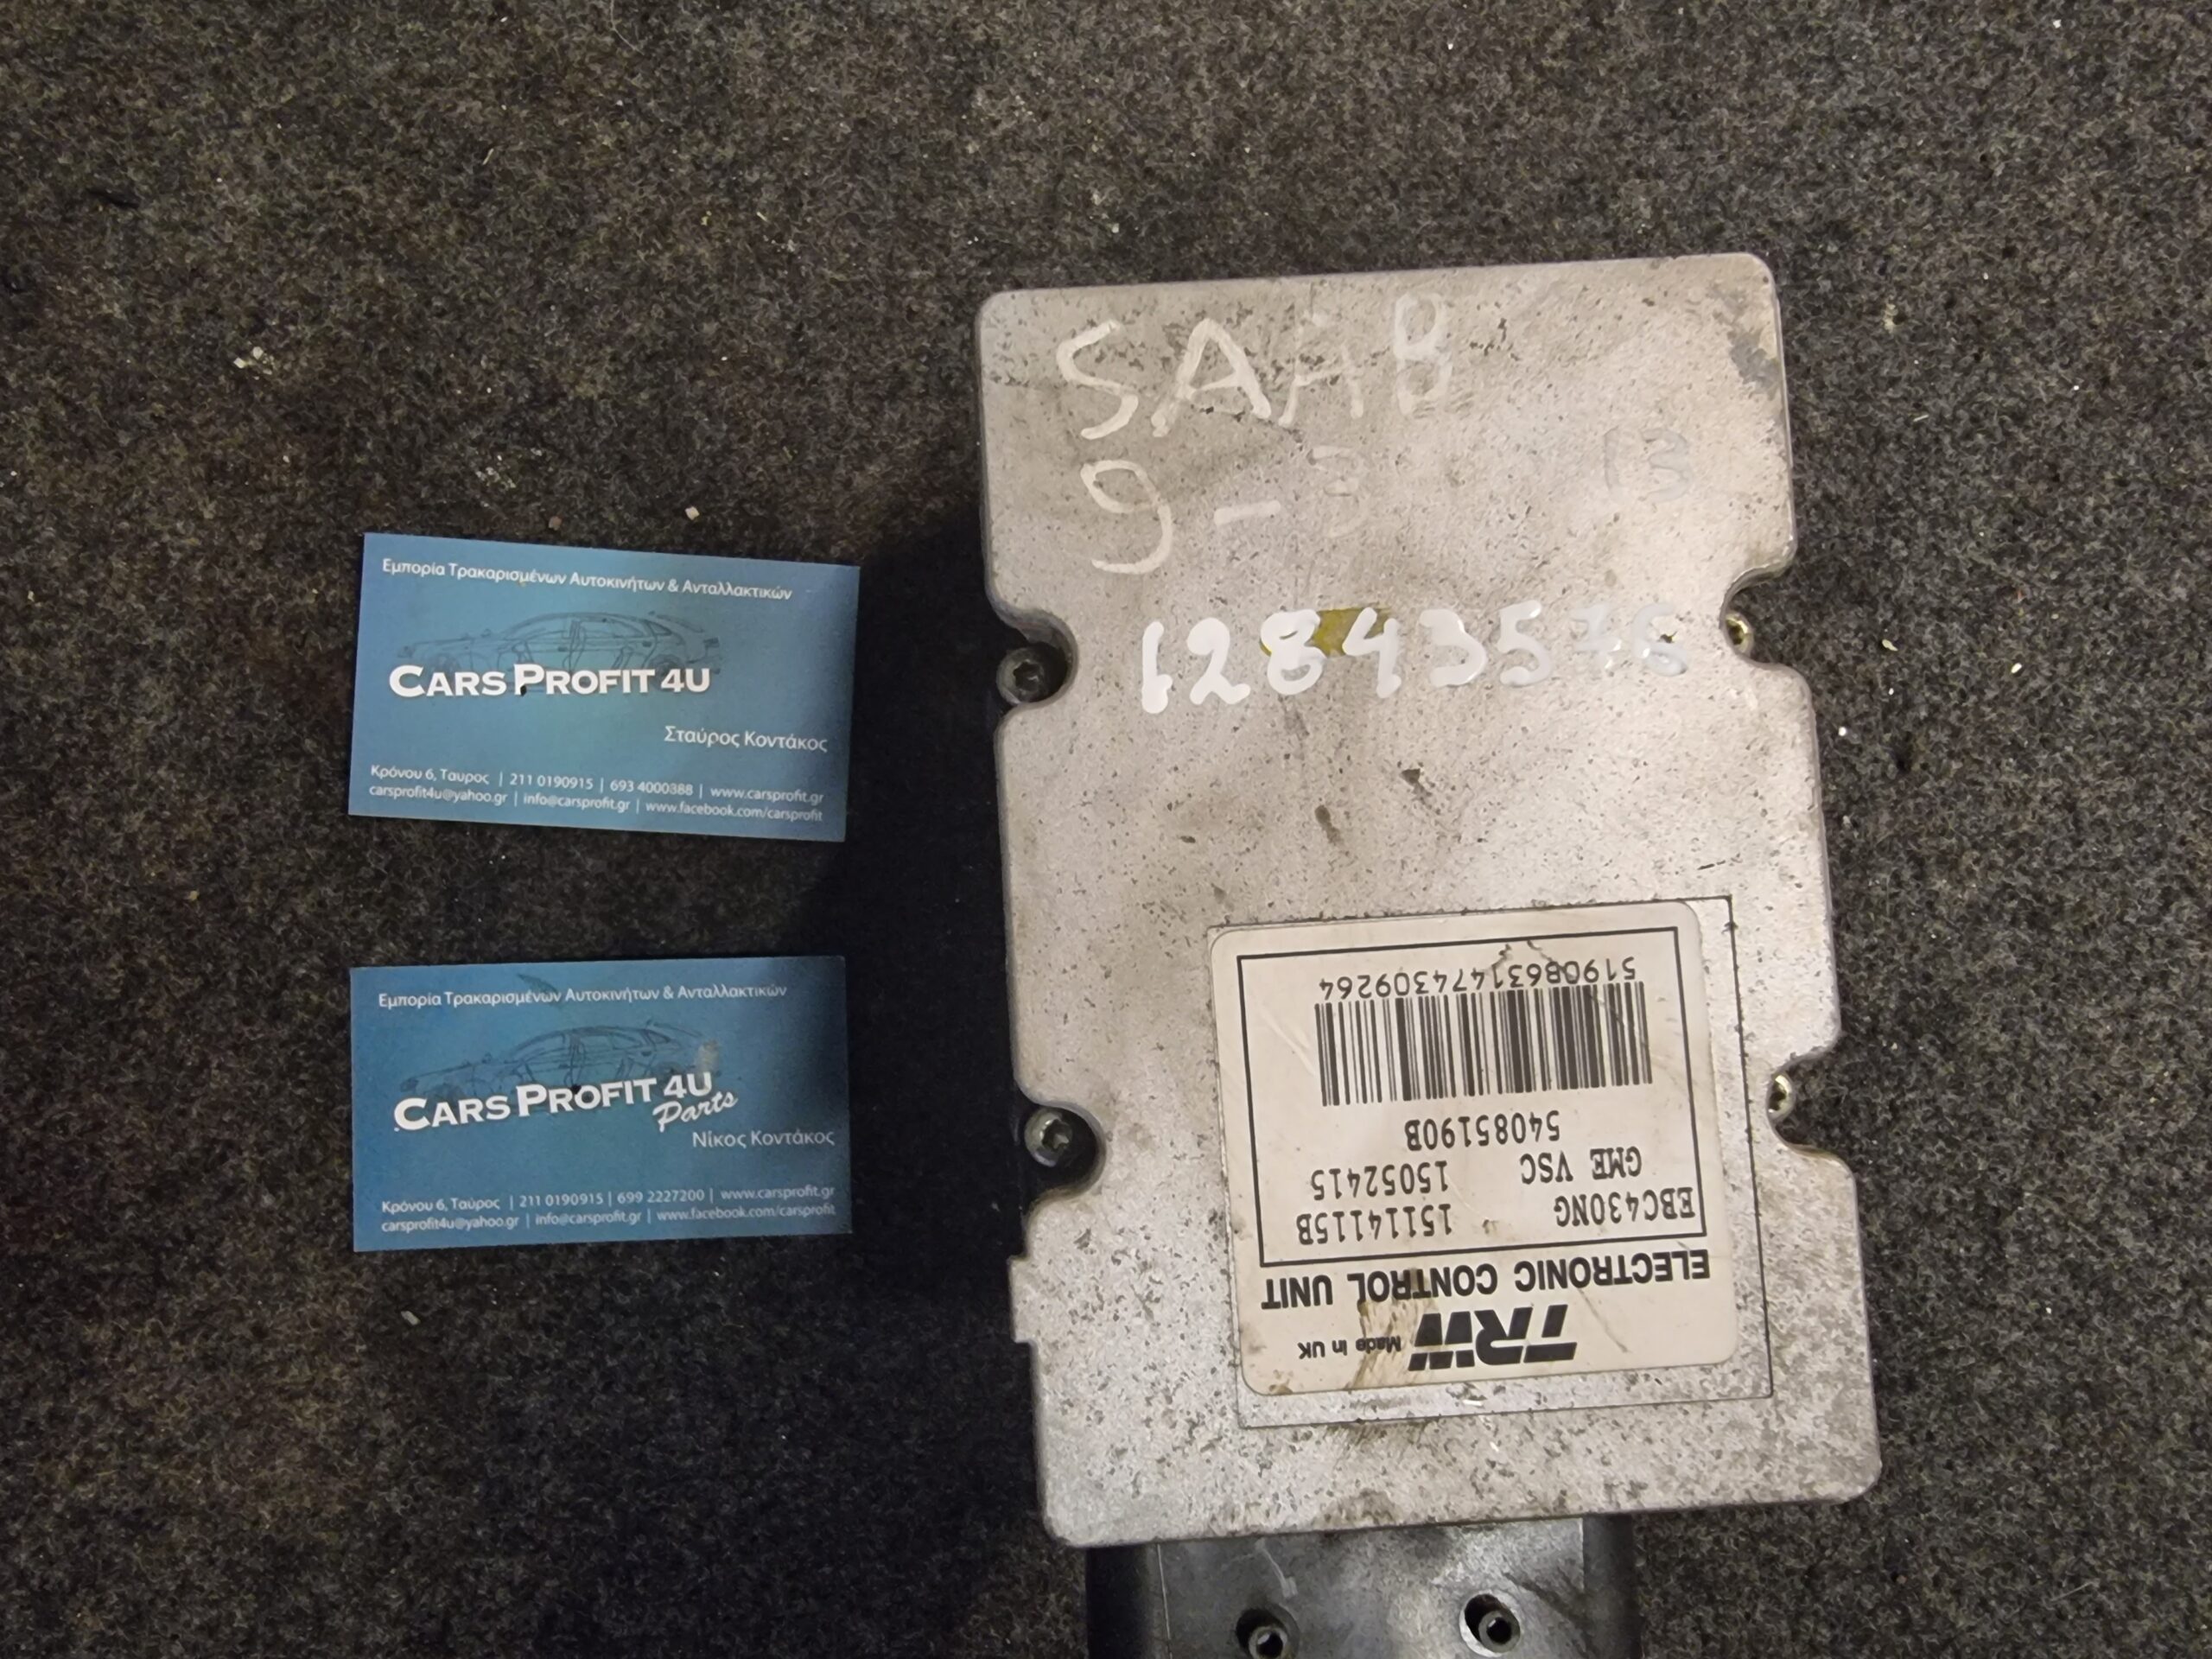 Εμπορία Τρακαρισμένων Αυτοκινήτων & Ανταλλακτικών
CARS PROFIT 4U
Σταύρος Κοντάκος
Κρόνου 6, Ταυρος | 211 0190915 | 693 4000388 | www.carsprofit.gr
carsprofit4u@yahoo.gr | info@carsprofit.gr | www.facebook.com/carsprofit
Εμπορία Τρακαρισμένων Αυτοκινήτων & Ανταλλακτικών
CARS PROFIT 4U
Parts
Νίκος Κοντάκος
Κρόνου 6, Ταύρος | 211 0190915 | 699 2227200 | www.carsprofit.gr
carsprofit4u@yahoo.gr | info@carsprofit.gr | www.facebook.com/carsprofit
SAAB
9-3
13
12843576
TRW Made in UK
ELECTRONIC CONTROL UNIT
EBC430NG 15114115B
GME VSC 15052415
54085190B
5190B631474309264